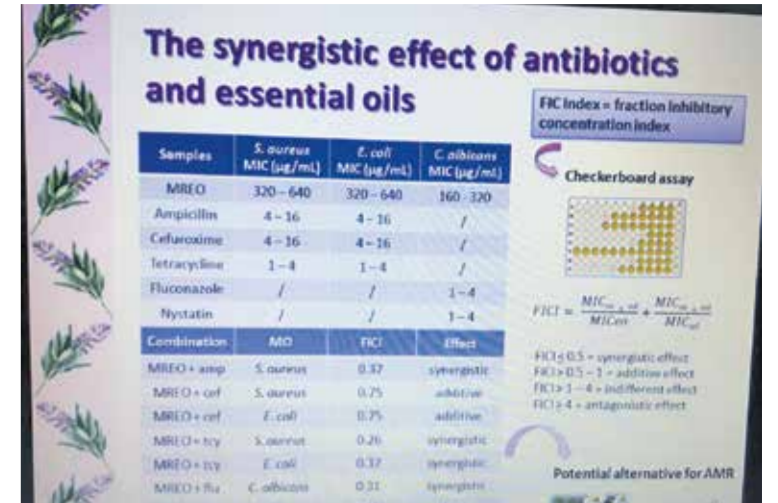 The synergistic effect of antibiotics
and essential oils
Samples S. aureus MIC (µg/mL) E. coli MIC (µg/mL) C. albicans MIC (µg/mL)
MREO 320 – 640 320 – 640 160 - 320
Ampicillin 4 – 16 4 – 16 /
Cefuroxime 4 – 16 4 – 16 /
Tetracycline 1 – 4 1 – 4 /
Fluconazole / / 1 – 4
Nystatin / / 1 – 4
Combination MO FICI Effect
MREO + amp S. aureus 0.37 synergistic
MREO + cef S. aureus 0.75 additive
MREO + cef E. coli 0.75 additive
MREO + tcy S. aureus 0.26 synergistic
MREO + tcy E. coli 0.37 synergistic
MREO + flu C. albicans 0.31 synergistic
FIC Index = fraction inhibitory
concentration index
Checkerboard assay
FICI =
FICI ≤ 0.5 = synergistic effect
FICI > 0.5 – 1 = additive effect
FICI > 1 – 4 = indifferent effect
FICI > 4 = antagonistic effect
Potential alternative for AMR